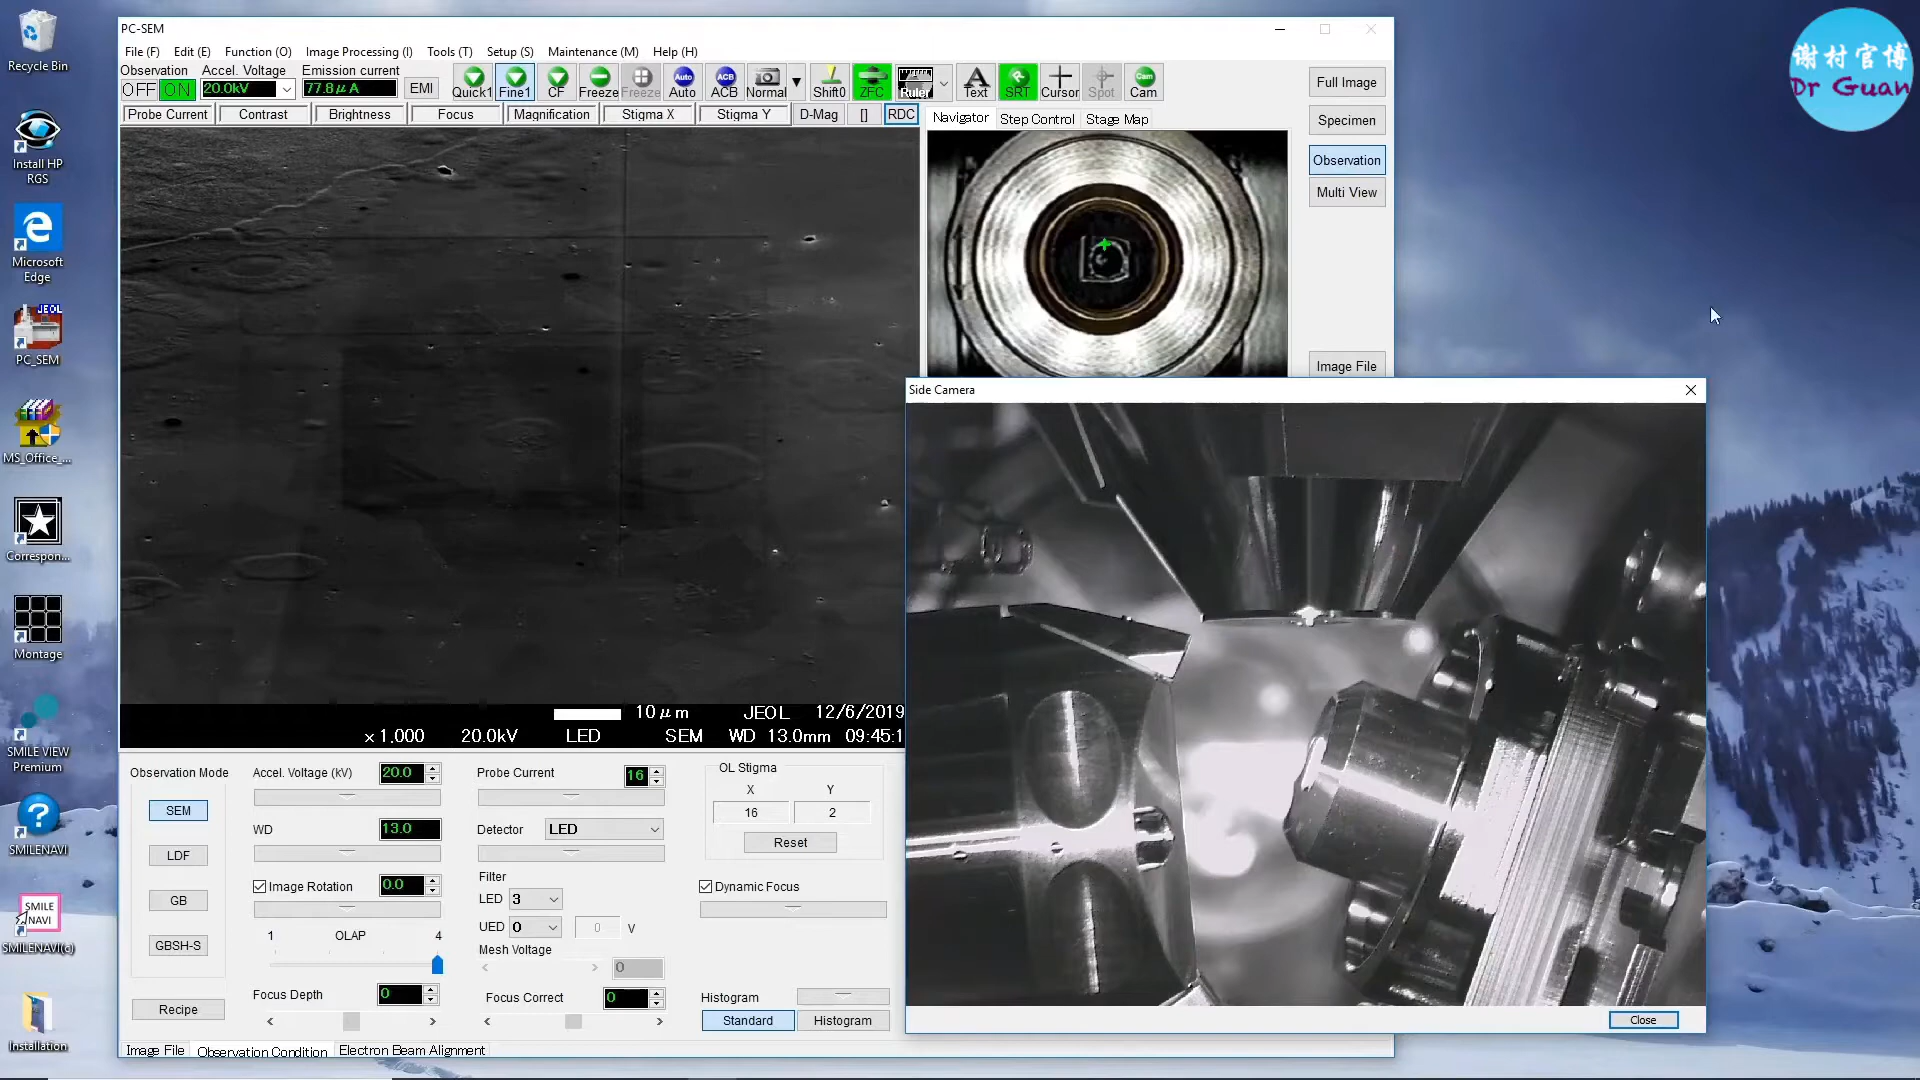 Recycle Bin
Install HP
RGS
Microsoft
Edge
JEOL
PC_SEM
MS_Office_...
Correspon...
Montage
SMILE VIEW
Premium
SMILENAVI
SMILE
NAVI
SMILENAVI(c)
Installation
谢村官博
Dr Guan
PC-SEM
File (F) Edit (E) Function (O) Image Processing (I) Tools (T) Setup (S) Maintenance (M) Help (H)
Observation Accel. Voltage Emission current
OFF ON 20.0kV 77.8μA EMI Quick1 Fine1 CF Freeze Freeze Auto ACB Normal Shift0 ZFC Ruler Text SRT Cursor Spot Cam
Probe Current Contrast Brightness Focus Magnification Stigma X Stigma Y D-Mag [] RDC
Navigator Step Control Stage Map
Full Image
Specimen
Observation
Multi View
Image File
10μm JEOL 12/6/2019
x 1,000 20.0kV LED SEM WD 13.0mm 09:45:1
Observation Mode
SEM
LDF
GB
GBSH-S
Recipe
Accel. Voltage (kV) 20.0
WD 13.0
Image Rotation 0.0
1 OLAP 4
Focus Depth 0
Probe Current 16
Detector LED
Filter
LED 3
UED 0 0 V
Mesh Voltage
0
Focus Correct 0
OL Stigma
X Y
16 2
Reset
Dynamic Focus
Histogram
Standard Histogram
Image File Observation Condition Electron Beam Alignment
Side Camera
Close